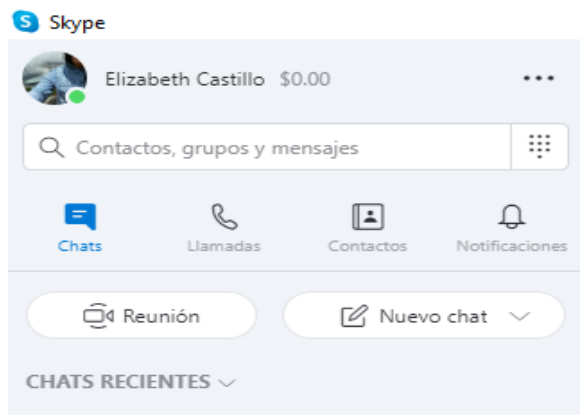 Skype
Elizabeth Castillo $0.00
Contactos, grupos y mensajes
Chats Llamadas Contactos Notificaciones
Reunión Nuevo chat
CHATS RECIENTES